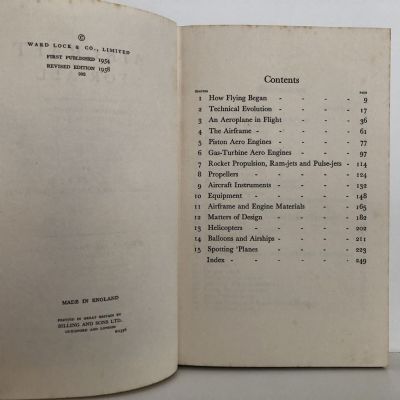 ©
WARD LOCK & CO., LIMITED
FIRST PUBLISHED 1954
REVISED EDITION 1958
MADE IN ENGLAND
PRINTED IN GREAT BRITAIN BY
BILLING AND SONS LTD.
GUILDFORD AND LONDON
Contents
CHAPTER PAGE
1 How Flying Began - - - - 9
2 Technical Evolution - - - - 17
3 An Aeroplane in Flight - - - - 36
4 The Airframe - - - - - 61
5 Piston Aero Engines - - - - 77
6 Gas-Turbine Aero Engines - - - 97
7 Rocket Propulsion, Ram-jets and Pulse-jets - 114
8 Propellers - - - - - 124
9 Aircraft Instruments - - - - 132
10 Equipment - - - - - 148
11 Airframe and Engine Materials - - - 165
12 Matters of Design - - - - 182
13 Helicopters - - - - - 202
14 Balloons and Airships - - - - 211
15 Spotting 'Planes - - - - 223
Index - - - - - - 249